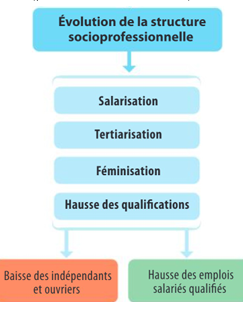 Évolution de la structure
socioprofessionnelle
Salarisation
Tertiarisation
Féminisation
Hausse des qualifications
Baisse des indépendants
et ouvriers
Hausse des emplois
salariés qualifiés